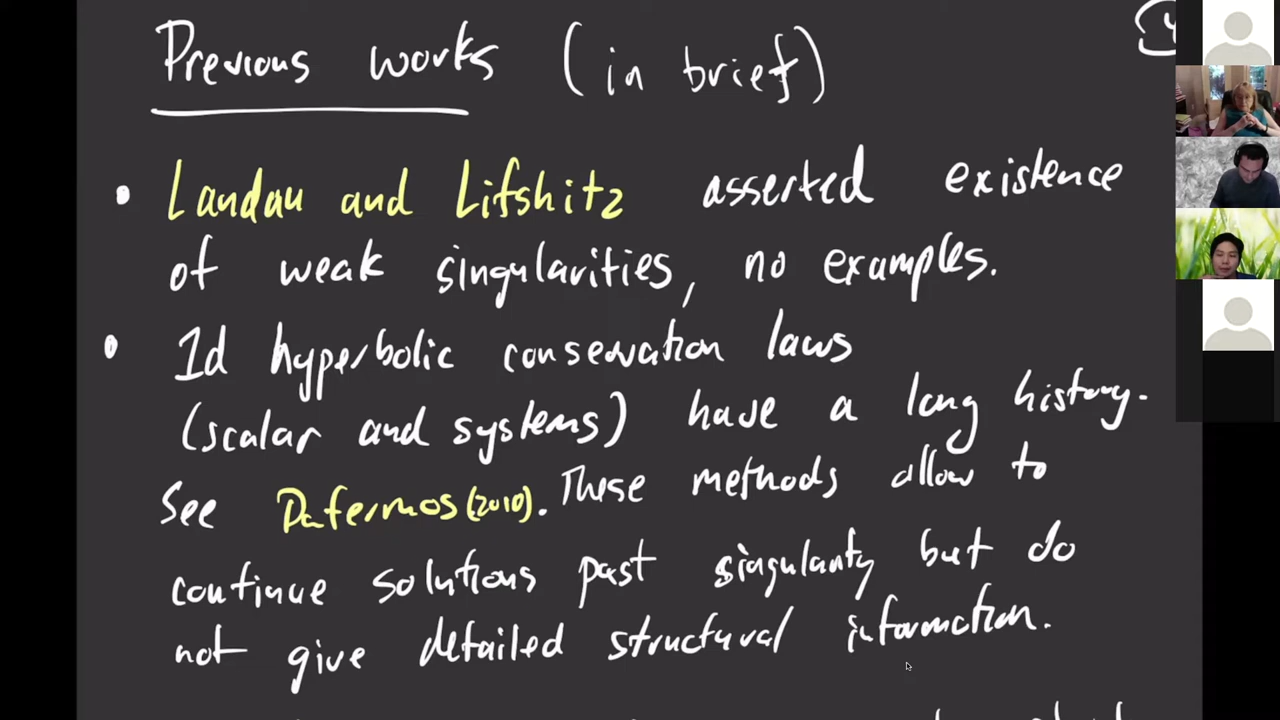 Previous works (in brief)
4
• Landau and Lifshitz asserted existence
of weak singularities, no examples.
• 1d hyperbolic conservation laws
(scalar and systems) have a long history.
See Dafermos (2010). These methods allow to
continue solutions past singularity but do
not give detailed structural information.